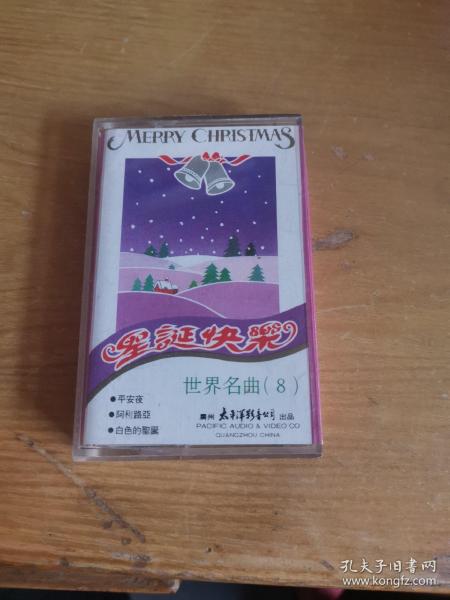 MERRY CHRISTMAS
聖誕快樂
世界名曲(8)
●平安夜
●阿利路亞
●白色的聖誕
廣州 太平洋影音公司 出品
PACIFIC AUDIO & VIDEO CO
GUANGZHOU CHINA
孔夫子旧书网
www.kongfz.com